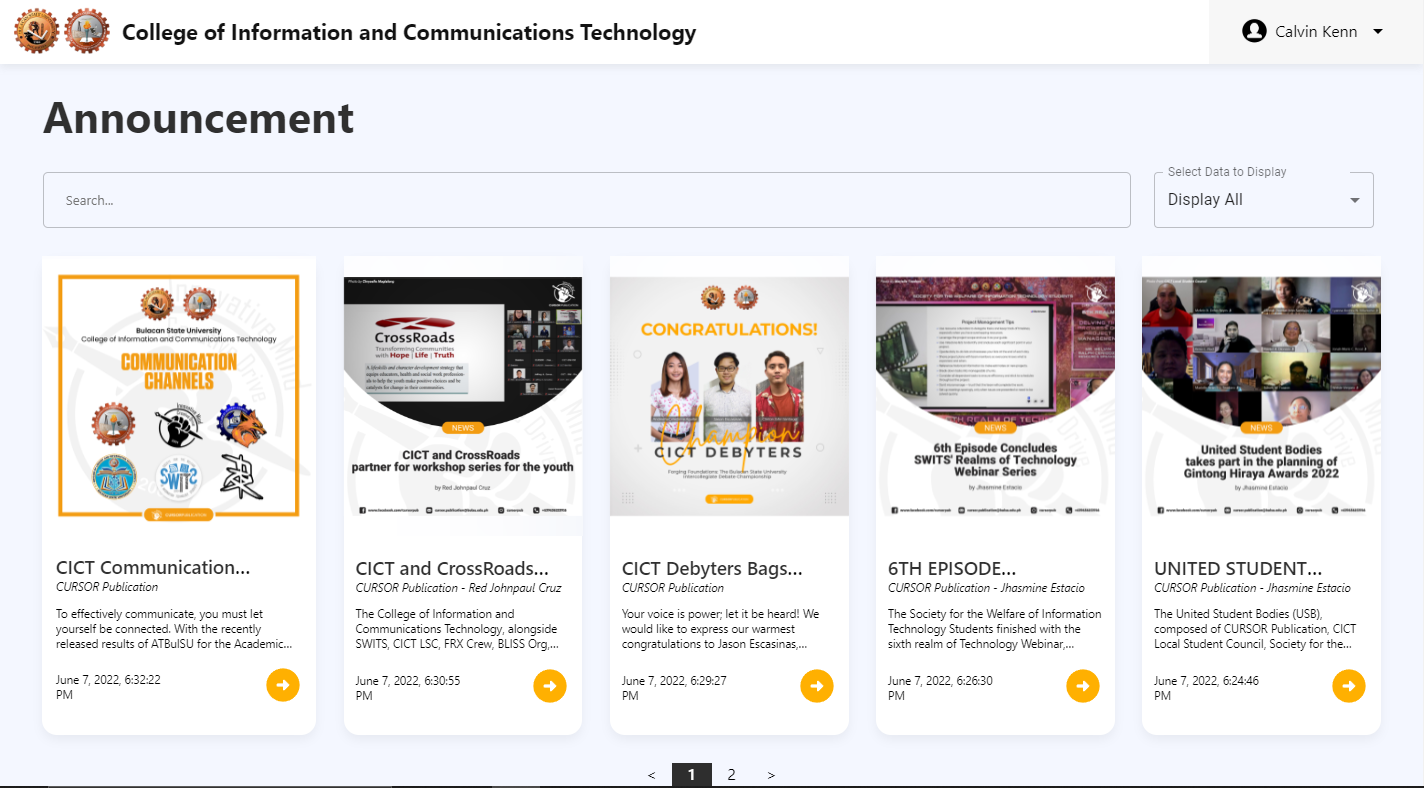 College of Information and Communications Technology
Calvin Kenn
Announcement
Search...
Select Data to Display
Display All
Bulacan State University
College of Information and Communications Technology
COMMUNICATION
CHANNELS
SWITS
CICT Communication...
CURSOR Publication
To effectively communicate, you must let
yourself be connected. With the recently
released results of ATBulSU for the Academic...
June 7, 2022, 6:32:22
PM
CrossRoads
Transforming Communities
with Hope | Life | Truth
NEWS
CICT and CrossRoads
partner for workshop series for the youth
by Red Johnpaul Cruz
CICT and CrossRoads...
CURSOR Publication - Red Johnpaul Cruz
The College of Information and
Communications Technology, alongside
SWITS, CICT LSC, FRX Crew, BLISS Org,...
June 7, 2022, 6:30:55
PM
CONGRATULATIONS!
Champion
CICT DEBYTERS
Forging Foundations: The Bulacan State University
Intercollegiate Debate Championship
CICT Debyters Bags...
CURSOR Publication
Your voice is power; let it be heard! We
would like to express our warmest
congratulations to Jason Escasinas,...
June 7, 2022, 6:29:27
PM
Project Management Tips
NEWS
6th Episode Concludes
SWITS' Realms of Technology
Webinar Series
by Jhasmine Estacio
6TH EPISODE...
CURSOR Publication - Jhasmine Estacio
The Society for the Welfare of Information
Technology Students finished with the
sixth realm of Technology Webinar,...
June 7, 2022, 6:26:30
PM
NEWS
United Student Bodies
takes part in the planning of
Gintong Hiraya Awards 2022
by Jhasmine Estacio
UNITED STUDENT...
CURSOR Publication - Jhasmine Estacio
The United Student Bodies (USB),
composed of CURSOR Publication, CICT
Local Student Council, Society for the...
June 7, 2022, 6:24:46
PM
< 1 2 >